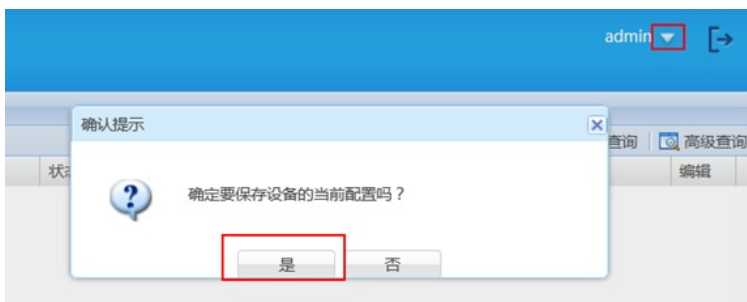 admin
确认提示
查询 高级查询
状态 编辑
确定要保存设备的当前配置吗？
是 否